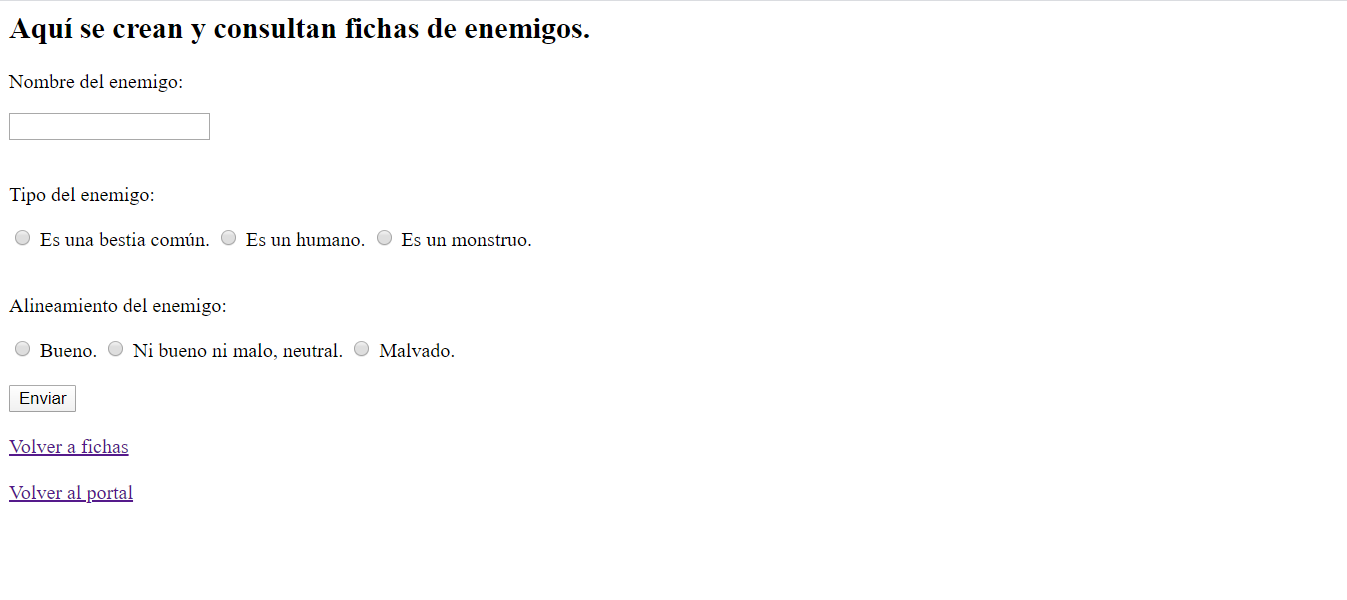 Aquí se crean y consultan fichas de enemigos.
Nombre del enemigo:
Tipo del enemigo:
Es una bestia común. Es un humano. Es un monstruo.
Alineamiento del enemigo:
Bueno. Ni bueno ni malo, neutral. Malvado.
Enviar
Volver a fichas
Volver al portal